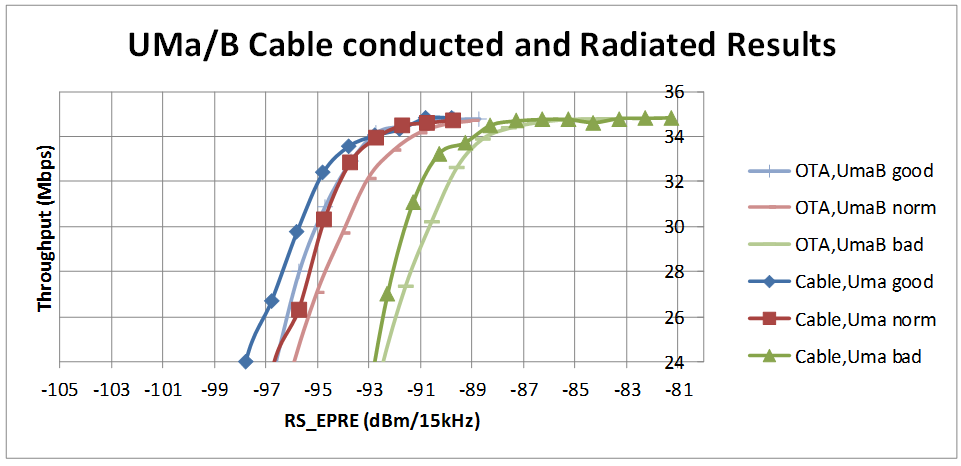 UMa/B Cable conducted and Radiated Results
Throughput (Mbps)
36
34
32
30
28
26
24
-105 -103 -101 -99 -97 -95 -93 -91 -89 -87 -85 -83 -81
RS_EPRE (dBm/15kHz)
OTA,UmaB good
OTA,UmaB norm
OTA,UmaB bad
Cable,Uma good
Cable,Uma norm
Cable,Uma bad